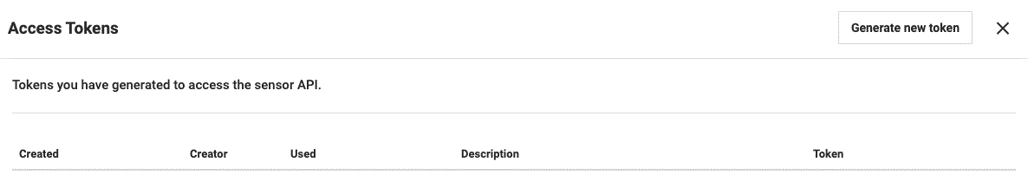 Access Tokens
Generate new token
Tokens you have generated to access the sensor API.
Created Creator Used Description Token